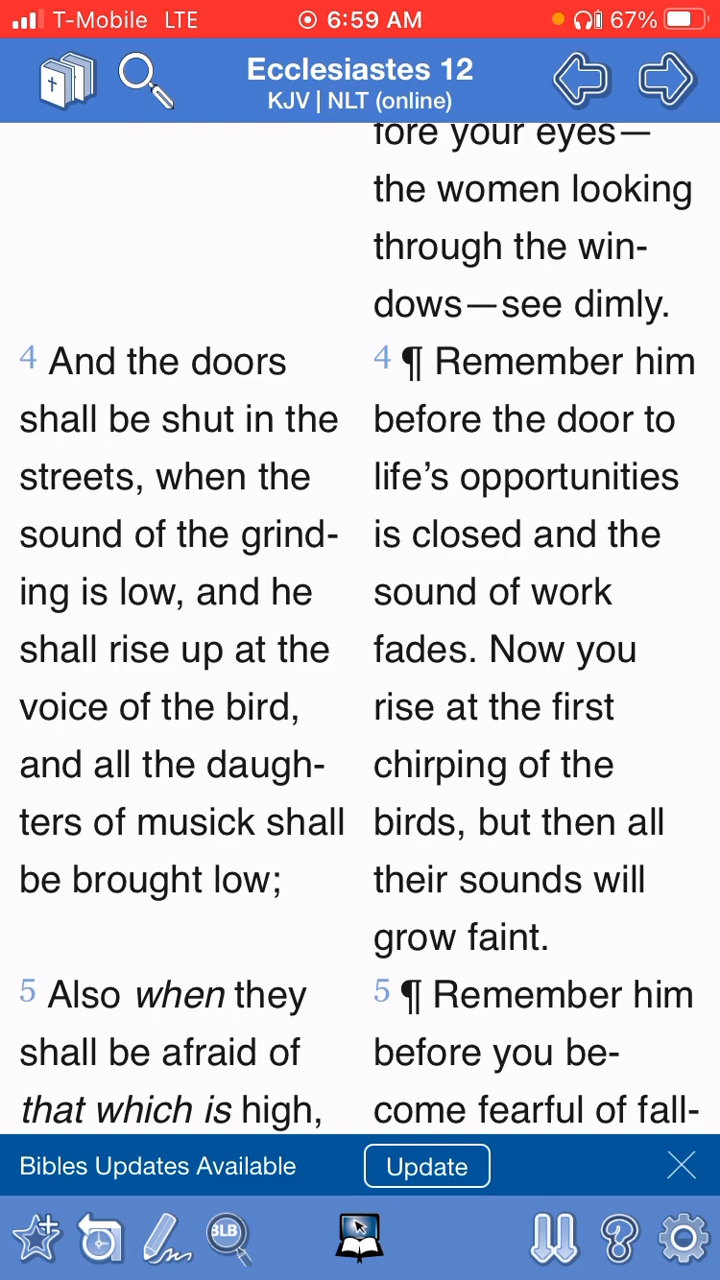 T-Mobile LTE 6:59 AM 67%
Ecclesiastes 12
KJV | NLT (online)
fore your eyes—
the women looking
through the win-
dows—see dimly.
4 And the doors
shall be shut in the
streets, when the
sound of the grind-
ing is low, and he
shall rise up at the
voice of the bird,
and all the daugh-
ters of musick shall
be brought low;
4 ¶ Remember him
before the door to
life’s opportunities
is closed and the
sound of work
fades. Now you
rise at the first
chirping of the
birds, but then all
their sounds will
grow faint.
5 Also when they
shall be afraid of
that which is high,
5 ¶ Remember him
before you be-
come fearful of fall-
Bibles Updates Available Update
BLB